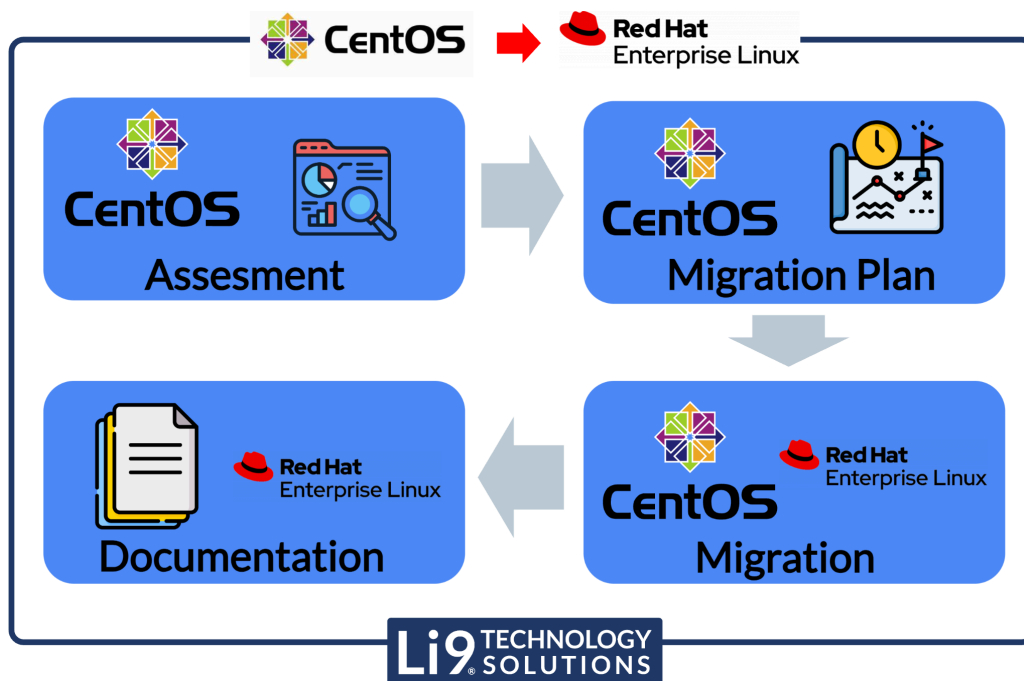 CentOS
Red Hat
Enterprise Linux
CentOS
Assesment
CentOS
Migration Plan
CentOS
Red Hat
Enterprise Linux
Migration
Red Hat
Enterprise Linux
Documentation
Li9® TECHNOLOGY
SOLUTIONS